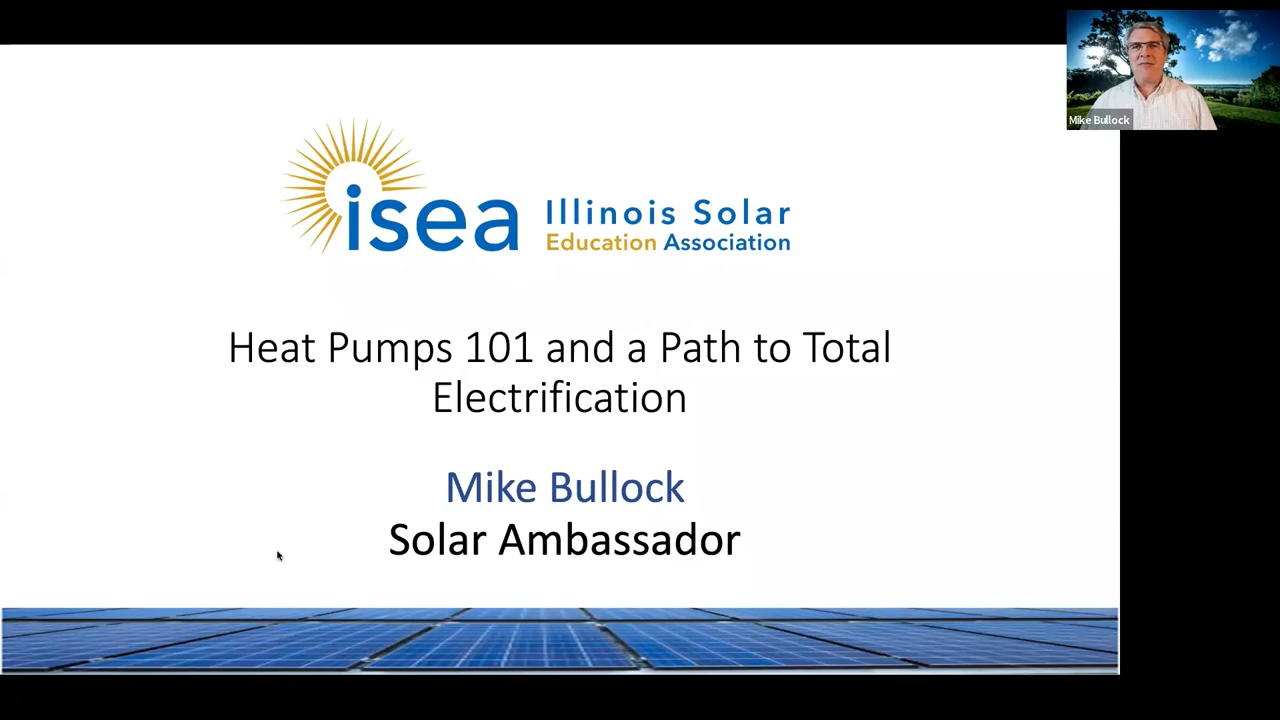 Mike Bullock
isea
Illinois Solar
Education Association
Heat Pumps 101 and a Path to Total
Electrification
Mike Bullock
Solar Ambassador